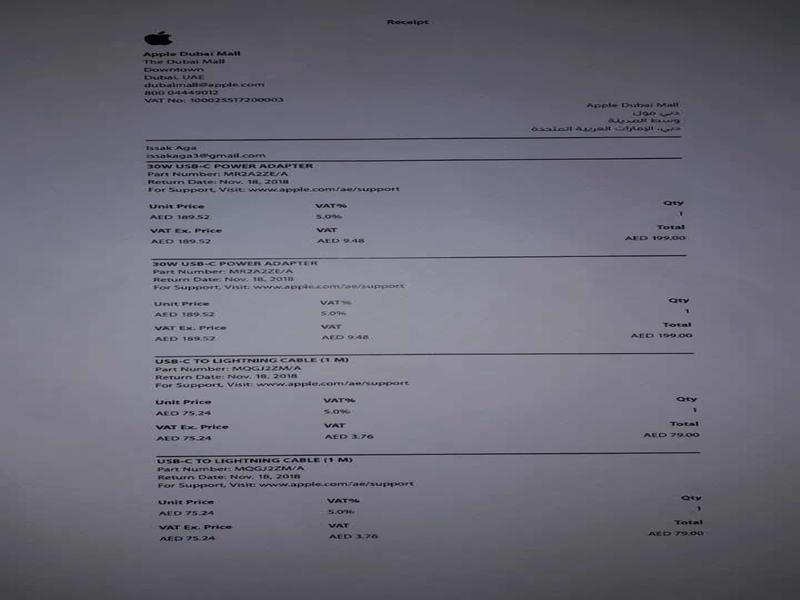 Receipt
Apple Dubai Mall
The Dubai Mall
Downtown
Dubai, UAE
dubaimall@apple.com
800 04449012
VAT No: 100025517200003
Apple Dubai Mall
دبي مول
وسط المدينة
دبي، الإمارات العربية المتحدة
Issak Aga
issakaga3@gmail.com
30W USB-C POWER ADAPTER
Part Number: MR2A2ZE/A
Return Date: Nov. 18, 2018
For Support, Visit: www.apple.com/ae/support
Unit Price VAT% Qty
AED 189.52 5.0% 1
VAT Ex. Price VAT Total
AED 189.52 AED 9.48 AED 199.00
30W USB-C POWER ADAPTER
Part Number: MR2A2ZE/A
Return Date: Nov. 18, 2018
For Support, Visit: www.apple.com/ae/support
Unit Price VAT% Qty
AED 189.52 5.0% 1
VAT Ex. Price VAT Total
AED 189.52 AED 9.48 AED 199.00
USB-C TO LIGHTNING CABLE (1 M)
Part Number: MQGJ2ZM/A
Return Date: Nov. 18, 2018
For Support, Visit: www.apple.com/ae/support
Unit Price VAT% Qty
AED 75.24 5.0% 1
VAT Ex. Price VAT Total
AED 75.24 AED 3.76 AED 79.00
USB-C TO LIGHTNING CABLE (1 M)
Part Number: MQGJ2ZM/A
Return Date: Nov. 18, 2018
For Support, Visit: www.apple.com/ae/support
Unit Price VAT% Qty
AED 75.24 5.0% 1
VAT Ex. Price VAT Total
AED 75.24 AED 3.76 AED 79.00